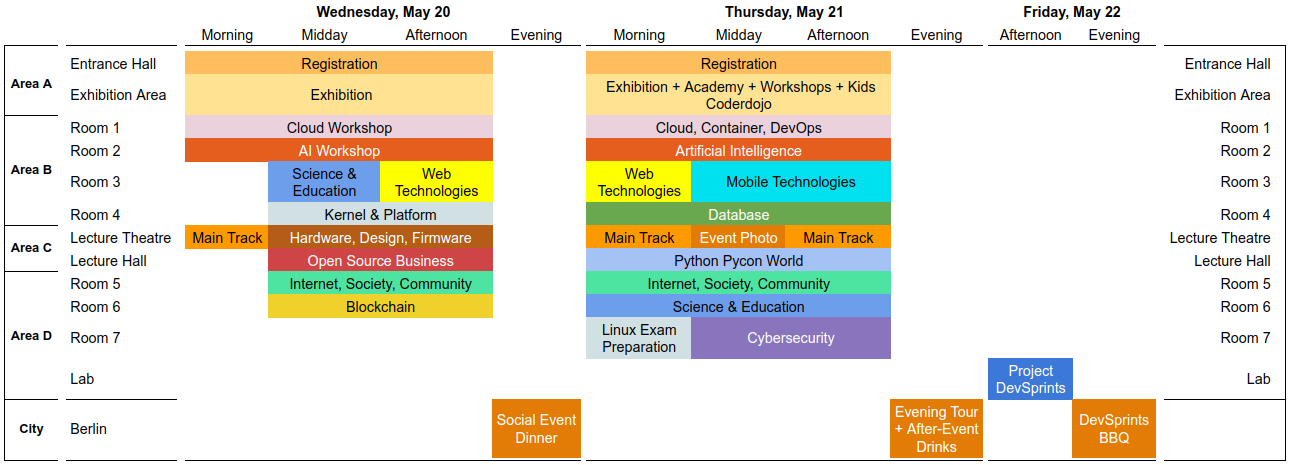 Wednesday, May 20 Thursday, May 21 Friday, May 22
Morning Midday Afternoon Evening Morning Midday Afternoon Evening Afternoon Evening
Area A
Entrance Hall Registration Registration Entrance Hall
Exhibition Area Exhibition Exhibition + Academy + Workshops + Kids
Coderdojo Exhibition Area
Area B
Room 1 Cloud Workshop Cloud, Container, DevOps Room 1
Room 2 AI Workshop Artificial Intelligence Room 2
Room 3 Science &
Education Web
Technologies Web
Technologies Mobile Technologies Room 3
Room 4 Kernel & Platform Database Room 4
Area C
Lecture Theatre Main Track Hardware, Design, Firmware Main Track Event Photo Main Track Lecture Theatre
Lecture Hall Open Source Business Python Pycon World Lecture Hall
Area D
Room 5 Internet, Society, Community Internet, Society, Community Room 5
Room 6 Blockchain Science & Education Room 6
Room 7 Linux Exam
Preparation Cybersecurity Room 7
Lab Project
DevSprints Lab
City
Berlin Social Event
Dinner Evening Tour
+ After-Event
Drinks DevSprints
BBQ